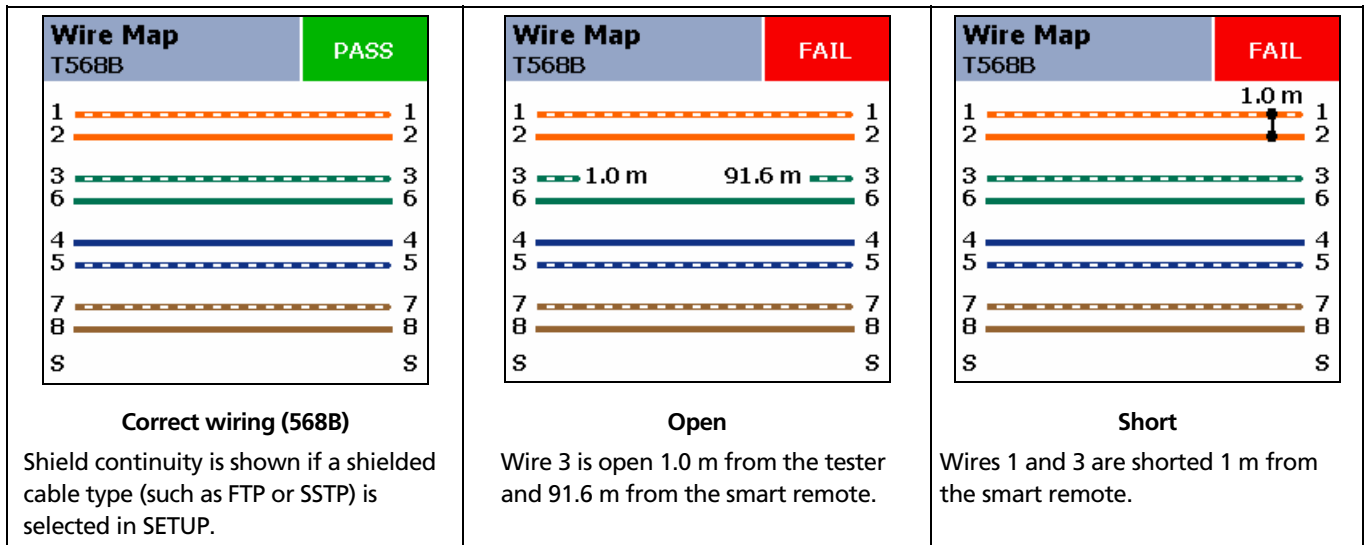 Wire Map
T568B
PASS
1 1
2 2
3 3
6 6
4 4
5 5
7 7
8 8
S S
Correct wiring (568B)
Shield continuity is shown if a shielded
cable type (such as FTP or SSTP) is
selected in SETUP.
Wire Map
T568B
FAIL
1 1
2 2
3 1.0 m 91.6 m 3
6 6
4 4
5 5
7 7
8 8
S S
Open
Wire 3 is open 1.0 m from the tester
and 91.6 m from the smart remote.
Wire Map
T568B
FAIL
1.0 m
1 1
2 2
3 3
6 6
4 4
5 5
7 7
8 8
S S
Short
Wires 1 and 3 are shorted 1 m from
the smart remote.